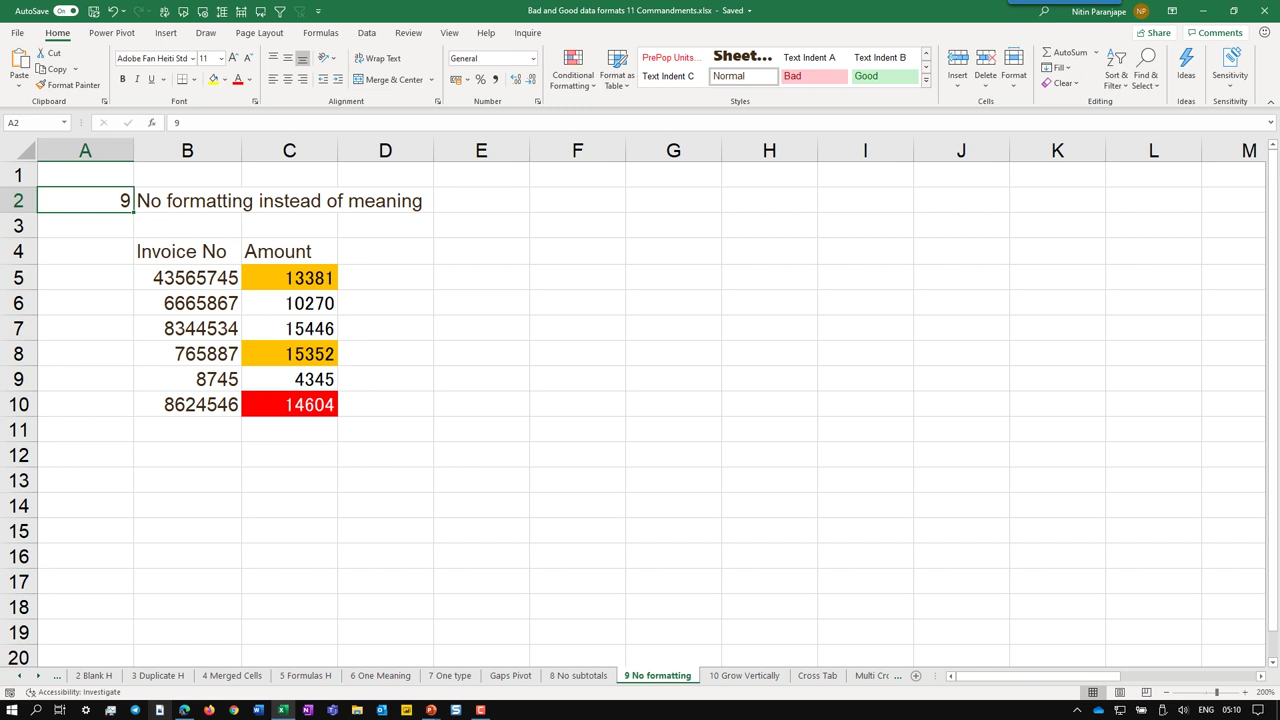 AutoSave On
Bad and Good data formats 11 Commandments.xlsx - Saved
Nitin Paranjape NP
File Home Power Pivot Insert Draw Page Layout Formulas Data Review View Help Inquire Share Comments
Paste
Cut
Copy
Format Painter
Clipboard
Adobe Fan Heiti Std 11
B I U
Font
Wrap Text
Merge & Center
Alignment
General
Number
Conditional Formatting
Format as Table
PrePop Units... Sheet... Text Indent A Text Indent B
Text Indent C Normal Bad Good
Styles
Insert Delete Format
Cells
AutoSum
Fill
Clear
Sort & Filter
Find & Select
Editing
Ideas
Ideas
Sensitivity
Sensitivity
A2 fx 9
A B C D E F G H I J K L M
1
2 9 No formatting instead of meaning
3
4 Invoice No Amount
5 43565745 13381
6 6665867 10270
7 8344534 15446
8 765887 15352
9 8745 4345
10 8624546 14604
11
12
13
14
15
16
17
18
19
20
... 2 Blank H 3 Duplicate H 4 Merged Cells 5 Formulas H 6 One Meaning 7 One type Gaps Pivot 8 No subtotals 9 No formatting 10 Grow Vertically Cross Tab Multi Crc ...
Accessibility: Investigate
200%
ENG 05:10